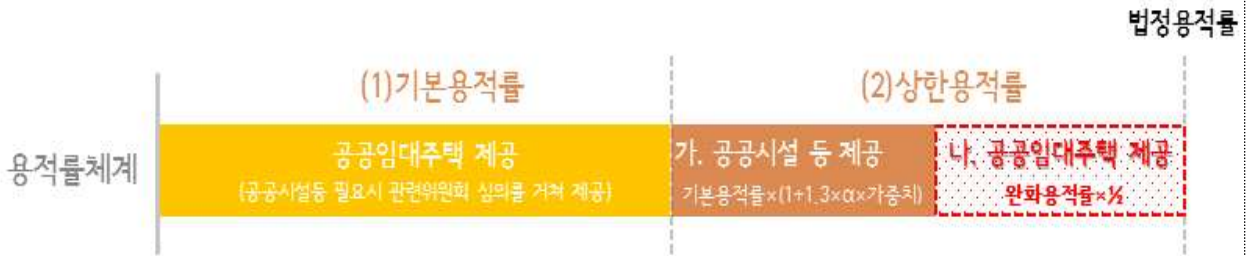 법정용적률
(1)기본용적률
(2)상한용적률
용적률체계
공공임대주택 제공
(공공시설등 필요시 관련위원회 심의를 거쳐 제공)
가. 공공시설 등 제공
기본용적률×(1+1.3×α×가중치)
나. 공공임대주택 제공
완화용적률×½